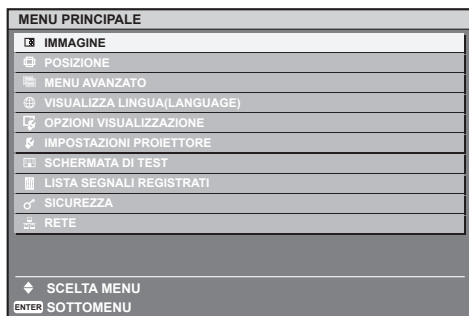 MENU PRINCIPALE
IMMAGINE
POSIZIONE
MENU AVANZATO
VISUALIZZA LINGUA(LANGUAGE)
OPZIONI VISUALIZZAZIONE
IMPOSTAZIONI PROIETTORE
SCHERMATA DI TEST
LISTA SEGNALI REGISTRATI
SICUREZZA
RETE
SCELTA MENU
ENTER SOTTOMENU